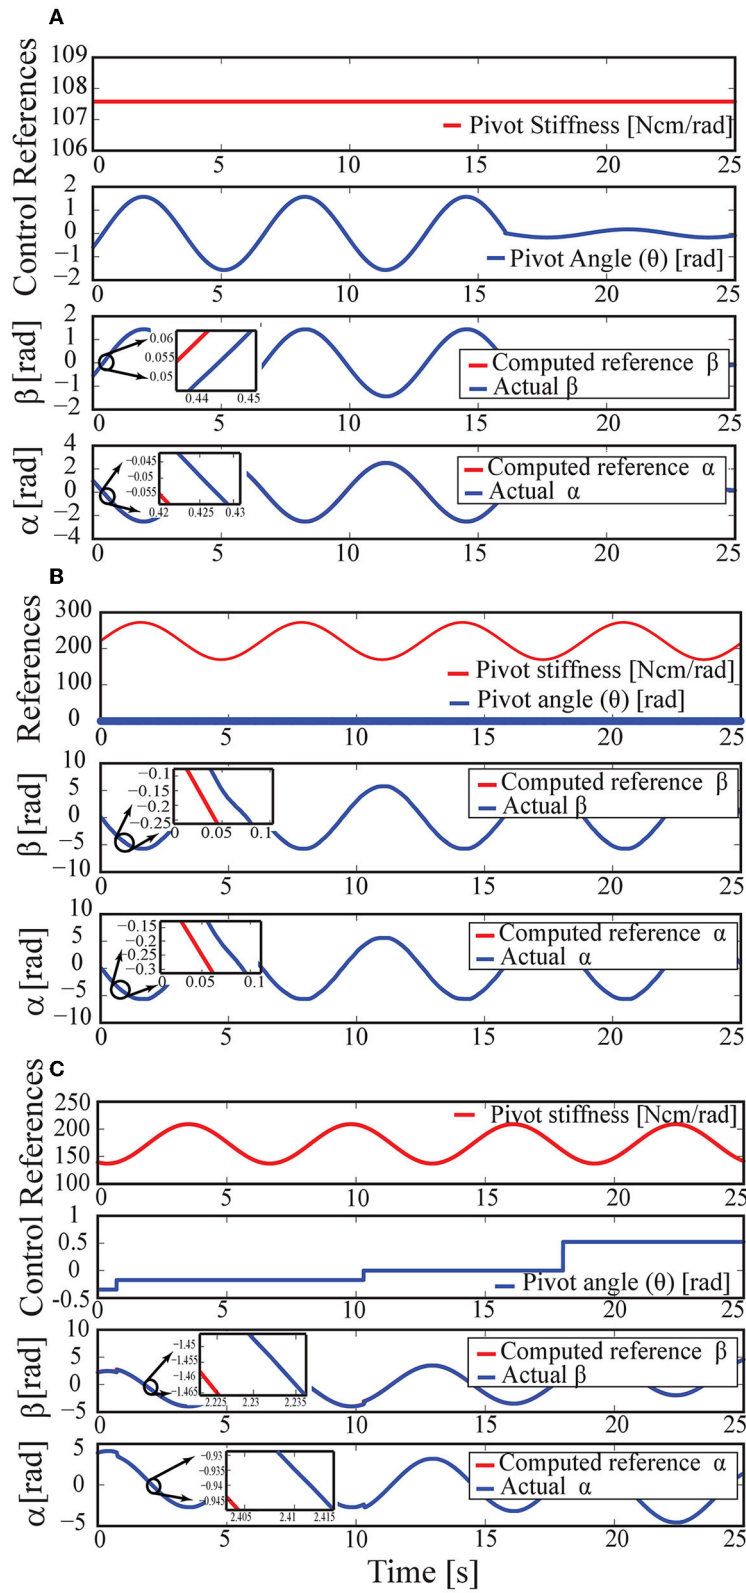 A
Control References
109
108
107
106
Pivot Stiffness [Ncm/rad]
0 5 10 15 20 25
2
1
0
−1
−2
Pivot Angle (θ) [rad]
0 5 10 15 20 25
β [rad]
2
1
0
−1
−2
0.06
0.055
0.05
0.44 0.45
Computed reference β
Actual β
0 5 10 15 20 25
α [rad]
4
2
0
−2
−4
−0.045
−0.05
−0.055
0.42 0.425 0.43
Computed reference α
Actual α
0 5 10 15 20 25
B
References
300
200
100
0
Pivot stiffness [Ncm/rad]
Pivot angle (θ) [rad]
0 5 10 15 20 25
β [rad]
10
5
0
−5
−10
−0.1
−0.15
−0.2
−0.25
0 0.05 0.1
Computed reference β
Actual β
0 5 10 15 20 25
α [rad]
10
5
0
−5
−10
−0.15
−0.2
−0.25
−0.3
0 0.05 0.1
Computed reference α
Actual α
0 5 10 15 20 25
C
Control References
250
200
150
100
Pivot stiffness [Ncm/rad]
0 5 10 15 20 25
1
0.5
0
-0.5
Pivot angle (θ) [rad]
0 5 10 15 20 25
β [rad]
10
5
0
−5
−1.45
−1.455
−1.46
−1.465
2.225 2.23 2.235
Computed reference β
Actual β
0 5 10 15 20 25
α [rad]
5
0
−5
−0.93
−0.935
−0.94
−0.945
2.405 2.41 2.415
Computed reference α
Actual α
0 5 10 15 20 25
Time [s]